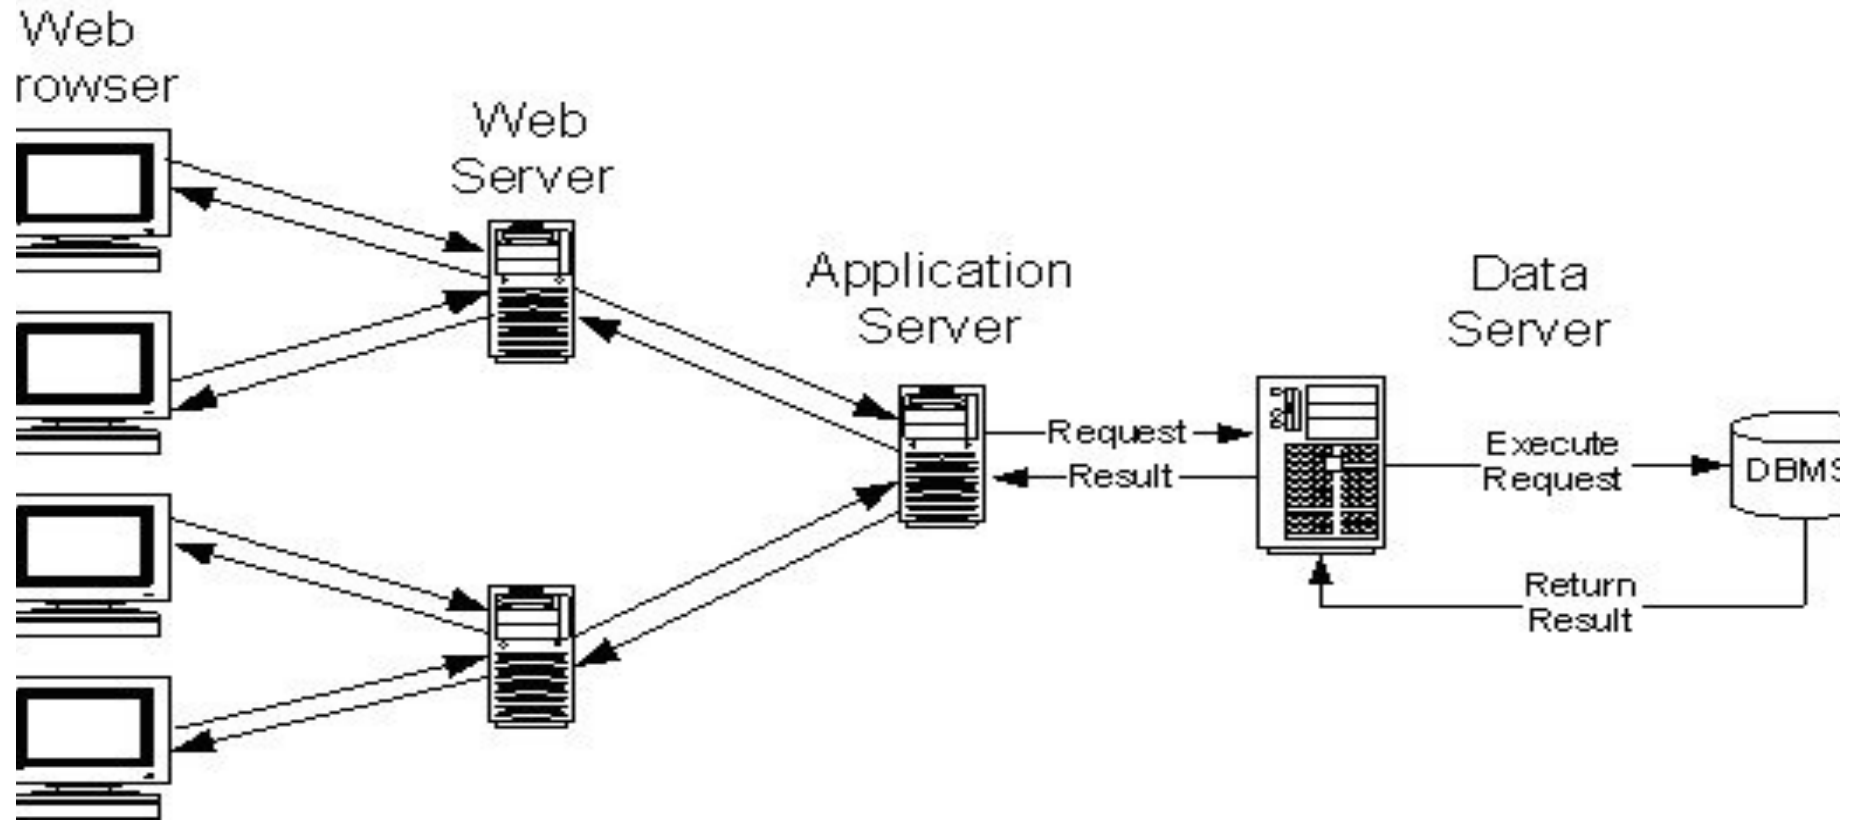 Web
rowser
Web
Server
Application
Server
Data
Server
Request
Result
Execute
Request
DBMS
Return
Result